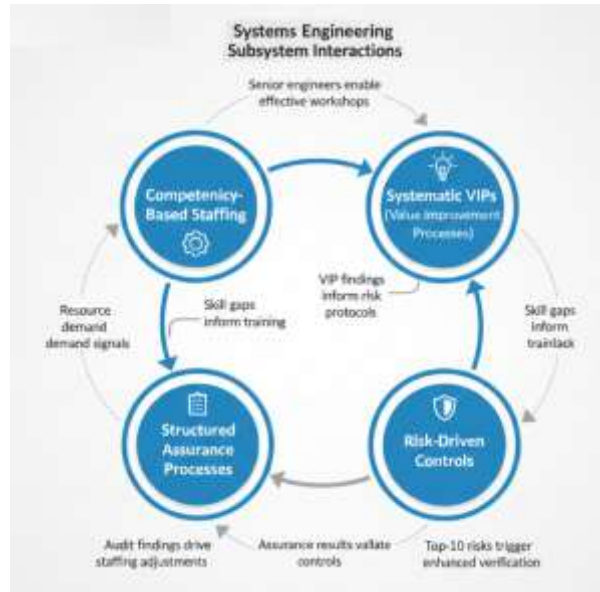 Systems Engineering
Subsystem Interactions
Senior engineers enable
effective workshops
Competency-
Based Staffing
Systematic VIPs
(Value Improvement
Processes)
VIP findings
inform risk
protocols
Skill gaps
inform training
Resource
demand
demand signals
Skill gaps
inform
trainlack
Structured
Assurance
Processes
Risk-Driven
Controls
Audit findings drive
staffing adjustments
Assurance results vallate
controls
Top-10 risks trigger
enhanced verification